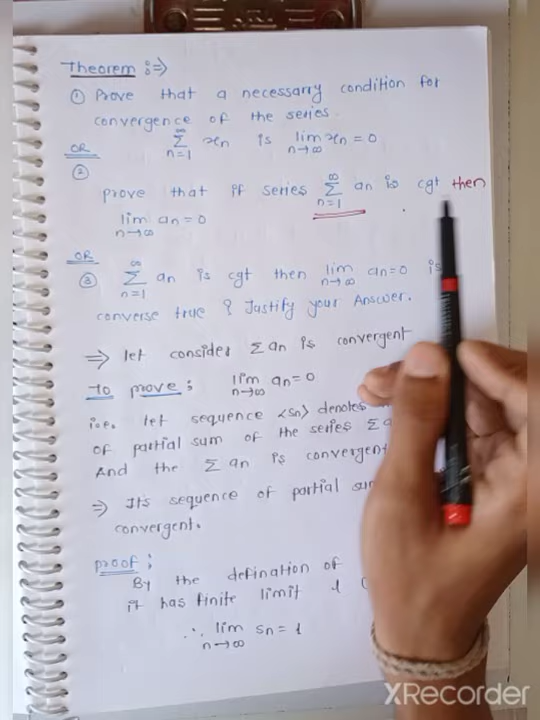 Theorem :⇒
① Prove that a necessarry condition for
convergence of the series.
∞∑n=1 xn is lim n→∞ xn = 0
OR
②
prove that if series ∞∑n=1 an is cgt then
lim n→∞ an = 0
OR
③ ∞∑n=1 an is cgt then lim n→∞ an = 0 is
converse true ? Justify your Answer.
⇒ let consider ∑an is convergent
To prove : lim n→∞ an = 0
i.e. let sequence <Sn> denotes
of partial sum of the series ∑a
And the ∑an is convergent
⇒ It's sequence of partial su
convergent.
proof :
By the defination of
it has finite limit l (
∴ lim n→∞ Sn = l
XRecorder